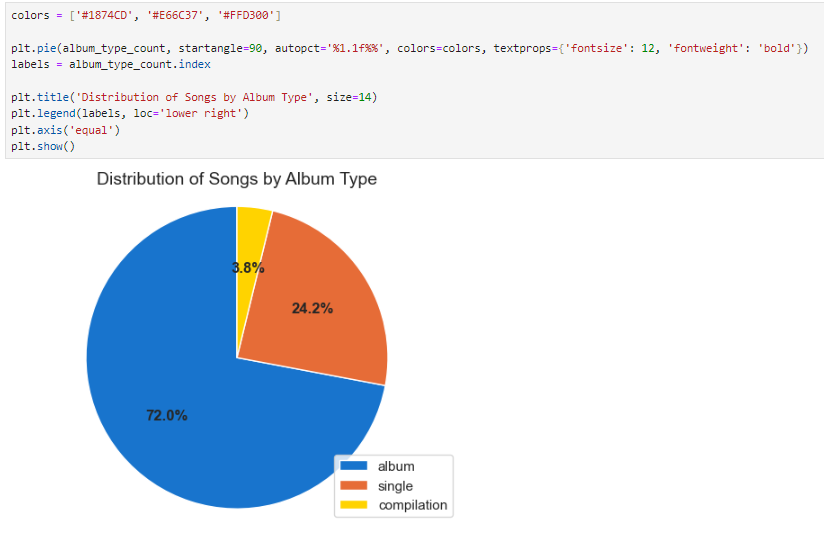 colors = ['#1874CD', '#E66C37', '#FFD300']
plt.pie(album_type_count, startangle=90, autopct='%1.1f%%', colors=colors, textprops={'fontsize': 12, 'fontweight': 'bold'})
labels = album_type_count.index
plt.title('Distribution of Songs by Album Type', size=14)
plt.legend(labels, loc='lower right')
plt.axis('equal')
plt.show()
Distribution of Songs by Album Type
3.8%
24.2%
72.0%
album
single
compilation